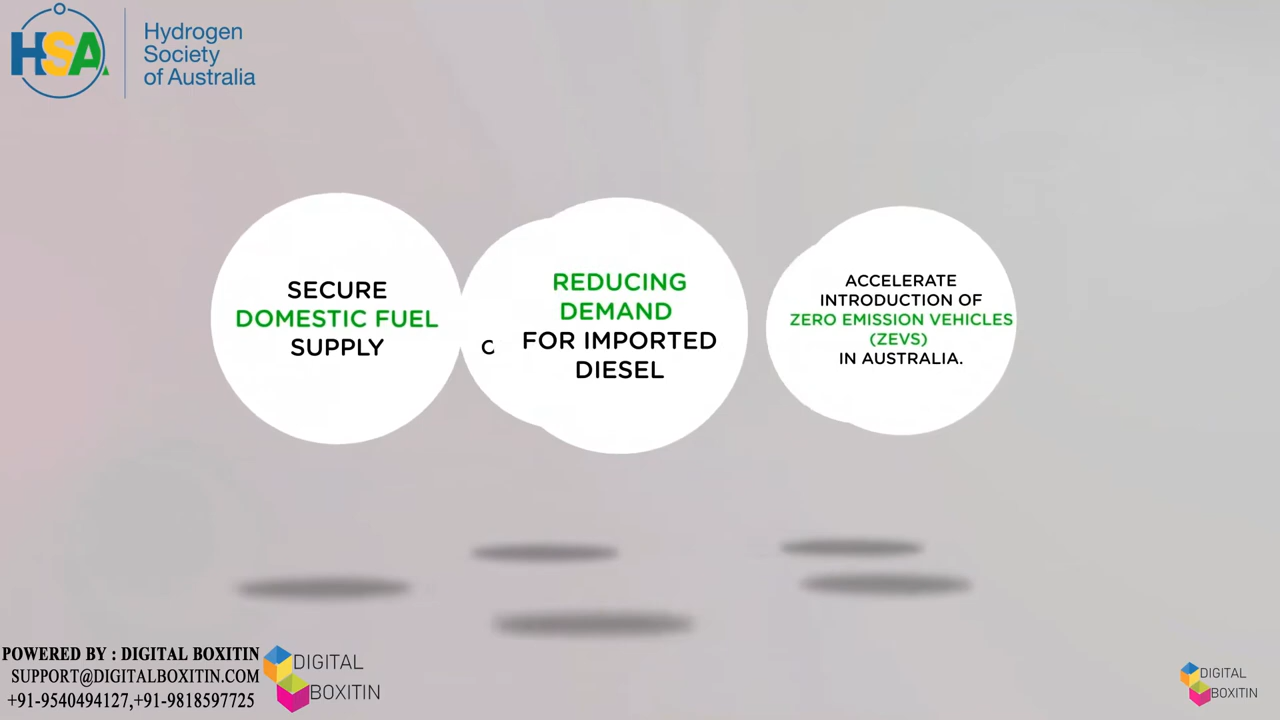 HSA
Hydrogen
Society
of Australia
SECURE
DOMESTIC FUEL
SUPPLY
REDUCING
DEMAND
FOR IMPORTED
DIESEL
ACCELERATE
INTRODUCTION OF
ZERO EMISSION VEHICLES
(ZEVS)
IN AUSTRALIA.
POWERED BY : DIGITAL BOXITIN
SUPPORT@DIGITALBOXITIN.COM
+91-9540494127,+91-9818597725
DIGITAL
BOXITIN
DIGITAL
BOXITIN